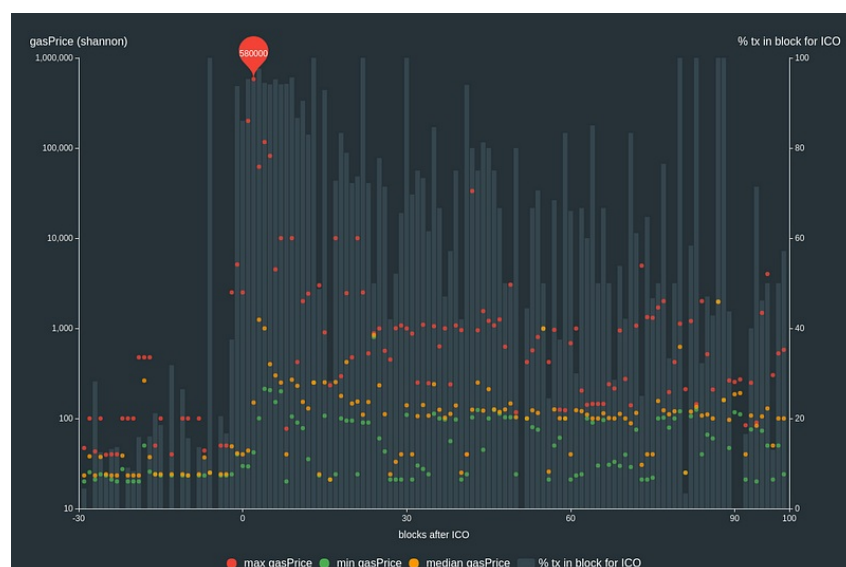 gasPrice (shannon)
% tx in block for ICO
580000
1,000,000
100,000
10,000
1,000
100
10
100
80
60
40
20
0
-30
0
30
60
90
100
blocks after ICO
max gasPrice
min gasPrice
median gasPrice
% tx in block for ICO